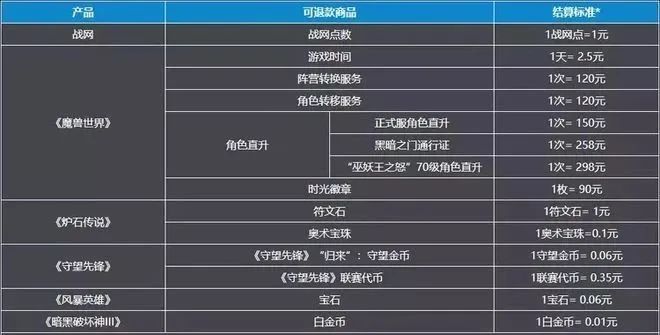 产品 可退款商品 结算标准*
战网 战网点数 1战网点=1元
《魔兽世界》 游戏时间 1天= 2.5元
阵营转换服务 1次= 120元
角色转移服务 1次= 120元
角色直升 正式服角色直升 1次= 150元
黑暗之门通行证 1次= 258元
“巫妖王之怒”70级角色直升 1次= 298元
时光徽章 1枚= 90元
《炉石传说》 符文石 1符文石= 1元
奥术宝珠 1奥术宝珠=0.1元
《守望先锋》 《守望先锋》“归来”：守望金币 1守望金币= 0.06元
《守望先锋》联赛代币 1联赛代币= 0.35元
《风暴英雄》 宝石 1宝石= 0.06元
《暗黑破坏神III》 白金币 1白金币= 0.01元